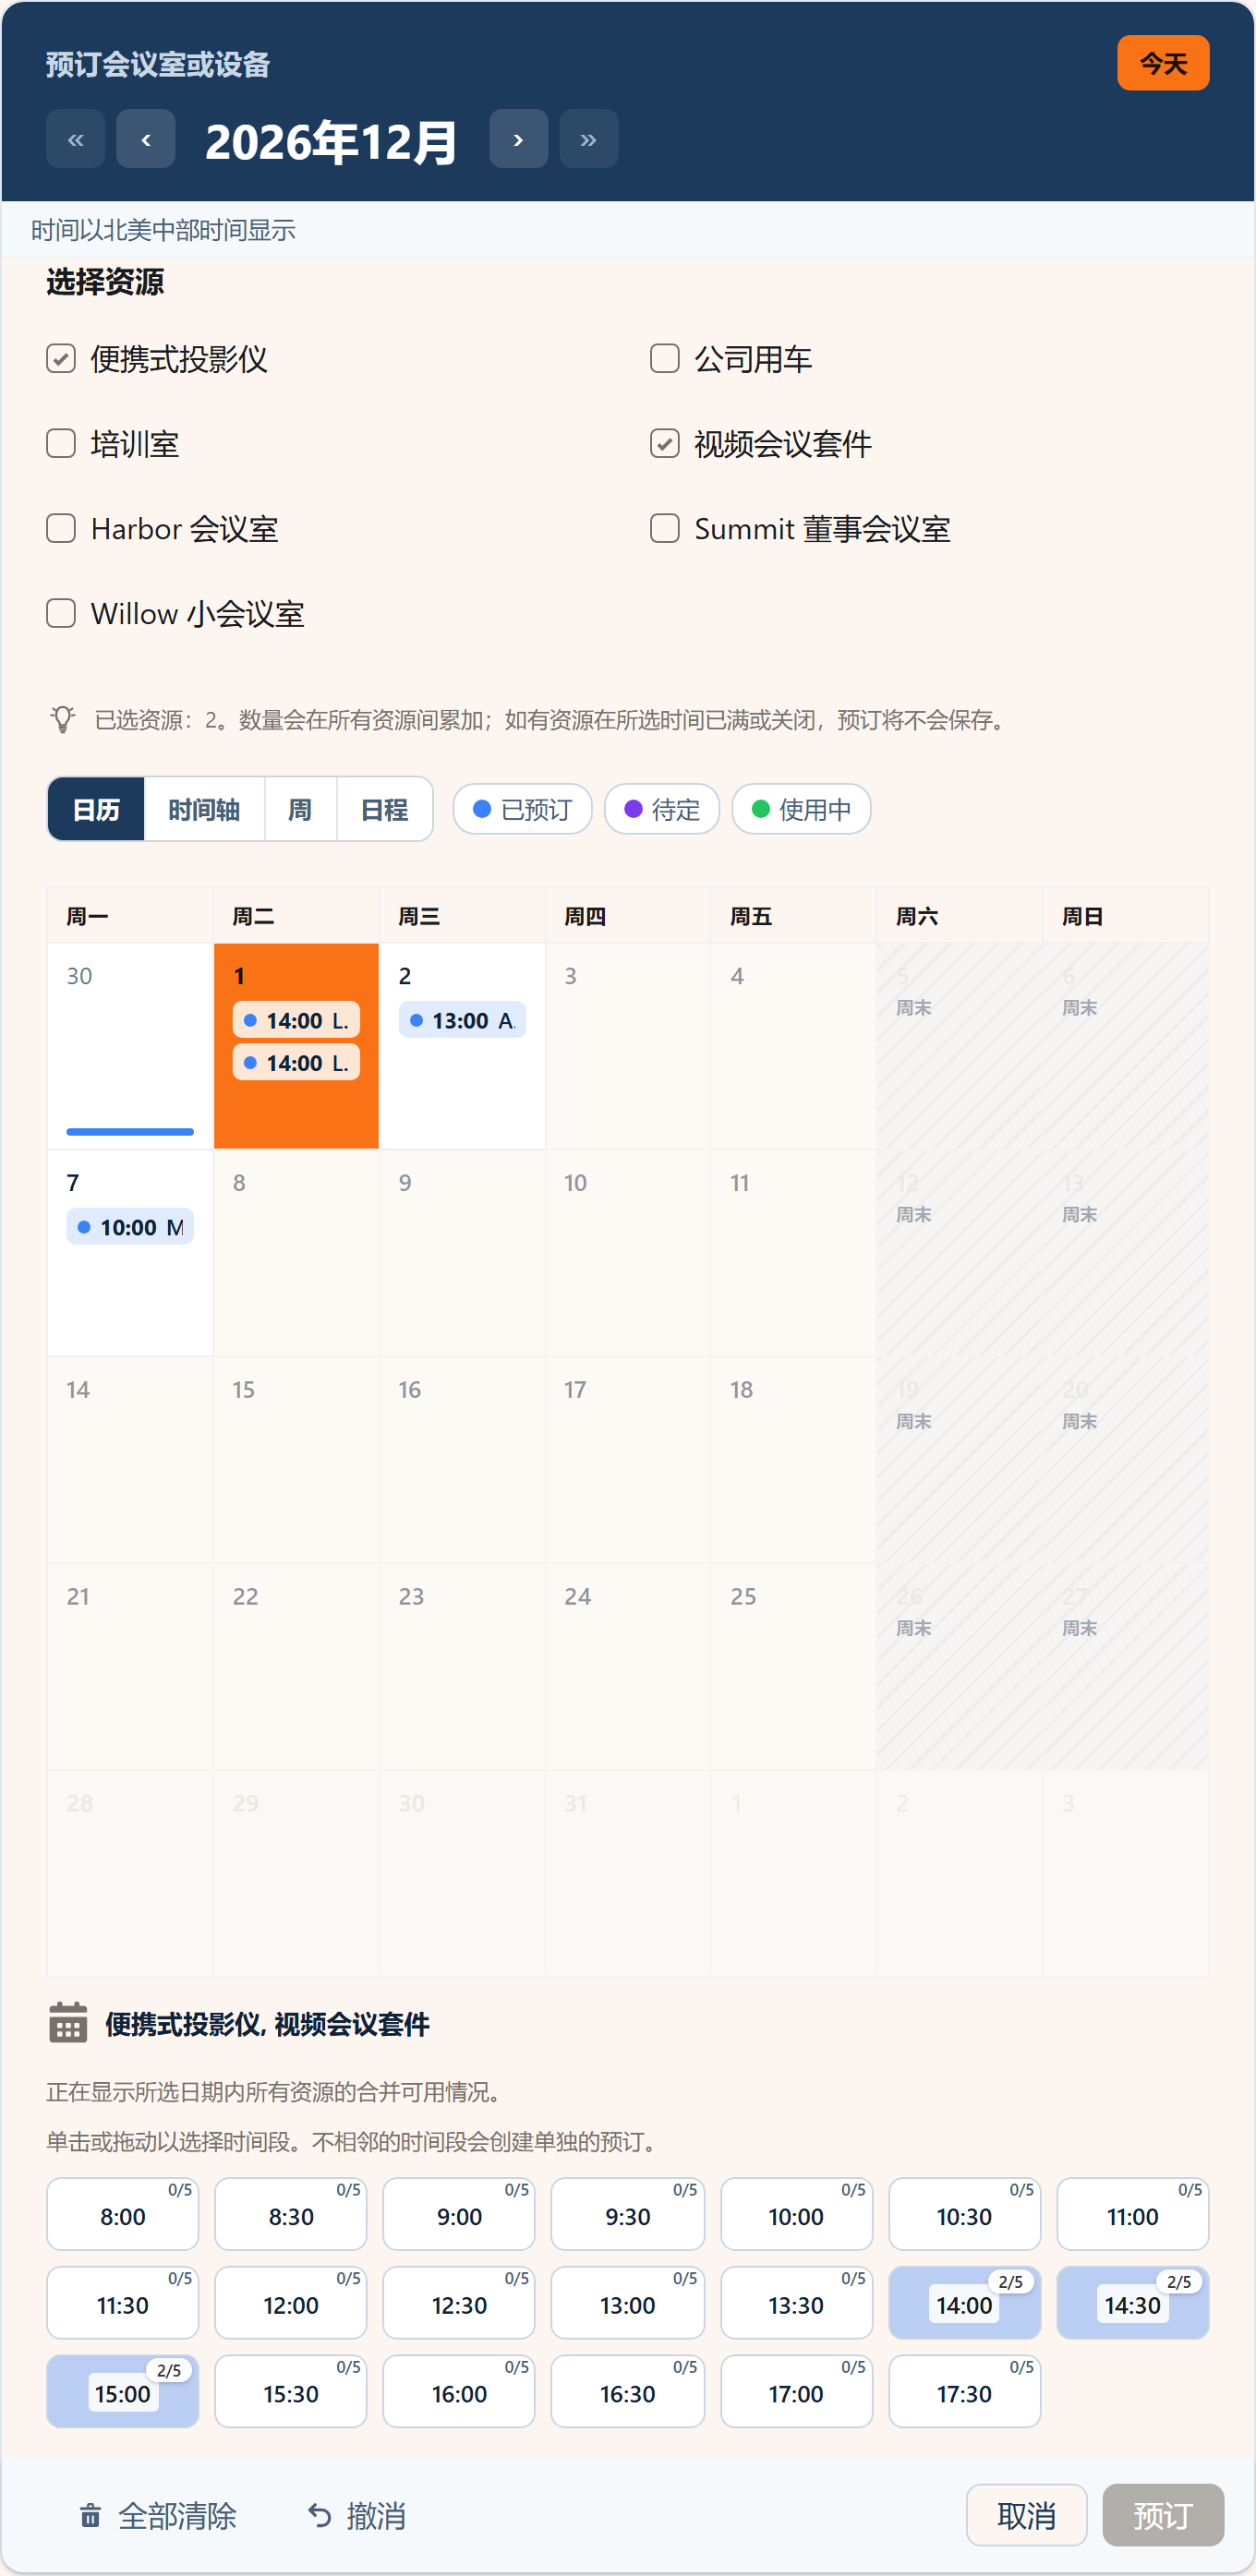 预订会议室或设备
今天
« ‹ 2026年12月 › »
时间以北美中部时间显示
选择资源
便携式投影仪 公司用车
培训室 视频会议套件
Harbor 会议室 Summit 董事会议室
Willow 小会议室
已选资源：2。数量会在所有资源间累加；如有资源在所选时间已满或关闭，预订将不会保存。
日历 时间轴 周 日程 已预订 待定 使用中
周一 周二 周三 周四 周五 周六 周日
30 1 2 3 4 5 6
周末 周末
14:00 L. 13:00 A.
14:00 L.
7 8 9 10 11 12 13
周末 周末
10:00 M
14 15 16 17 18 19 20
周末 周末
21 22 23 24 25 26 27
周末 周末
28 29 30 31 1 2 3
便携式投影仪, 视频会议套件
正在显示所选日期内所有资源的合并可用情况。
单击或拖动以选择时间段。不相邻的时间段会创建单独的预订。
0/5 0/5 0/5 0/5 0/5 0/5 0/5
8:00 8:30 9:00 9:30 10:00 10:30 11:00
0/5 0/5 0/5 0/5 0/5 2/5 2/5
11:30 12:00 12:30 13:00 13:30 14:00 14:30
2/5 0/5 0/5 0/5 0/5 0/5
15:00 15:30 16:00 16:30 17:00 17:30
全部清除 撤消 取消 预订